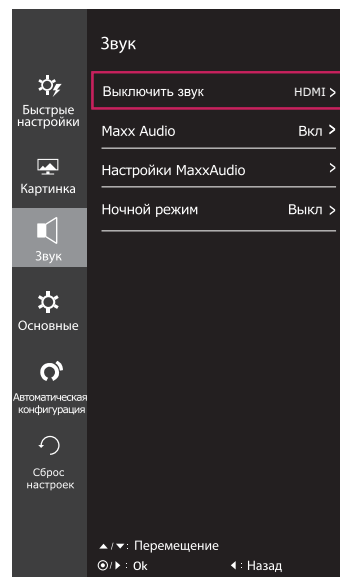 Быстрые
настройки
Картинка
Звук
Основные
Автоматическая
конфигурация
Сброс
настроек
Звук
Выключить звук HDMI >
Maxx Audio Вкл >
Настройки MaxxAudio >
Ночной режим Выкл >
▲/▼: Перемещение
⦿/▶ : Ok ◀ : Назад